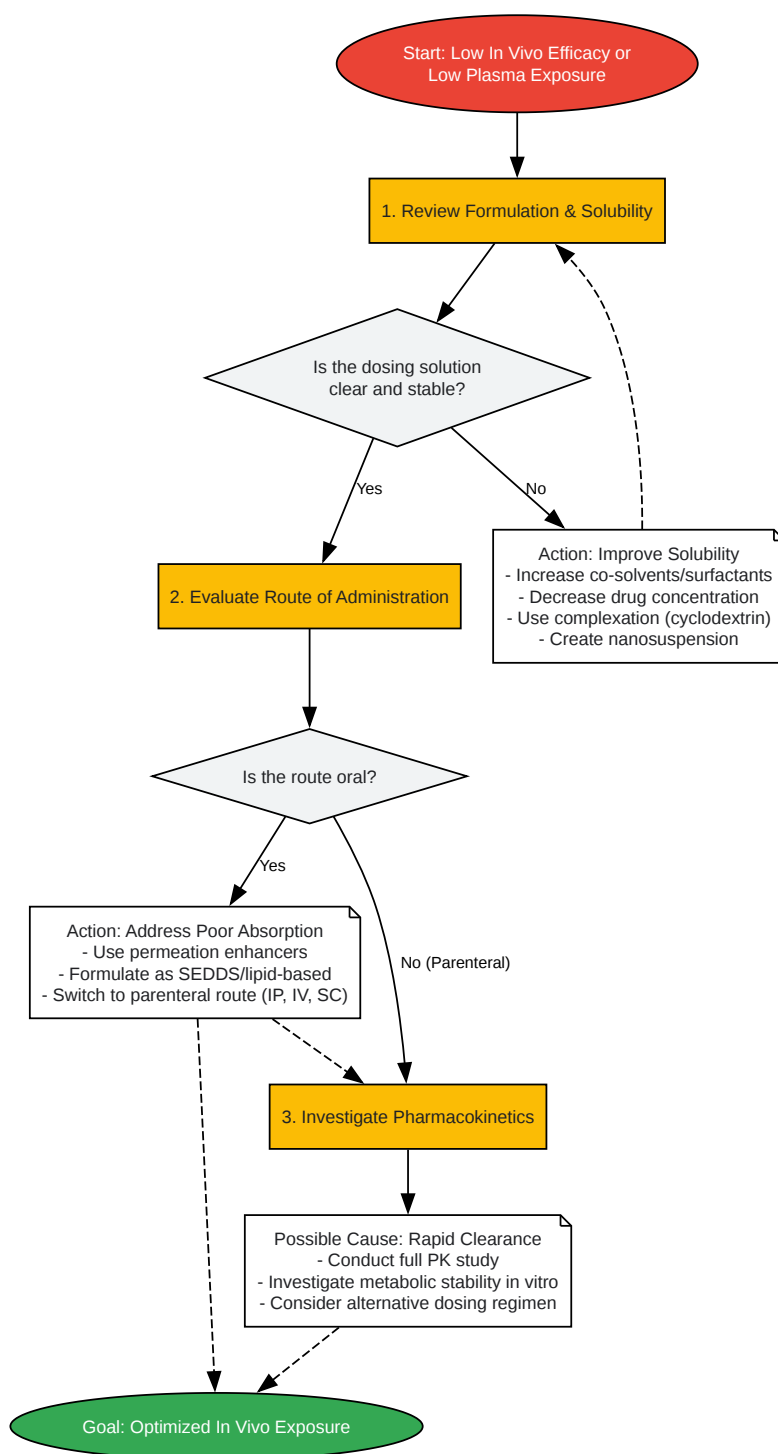 Start: Low In Vivo Efficacy or
Low Plasma Exposure
1. Review Formulation & Solubility
Is the dosing solution
clear and stable?
Yes
No
Action: Improve Solubility
- Increase co-solvents/surfactants
- Decrease drug concentration
- Use complexation (cyclodextrin)
- Create nanosuspension
2. Evaluate Route of Administration
Is the route oral?
Yes
No (Parenteral)
Action: Address Poor Absorption
- Use permeation enhancers
- Formulate as SEDDS/lipid-based
- Switch to parenteral route (IP, IV, SC)
3. Investigate Pharmacokinetics
Possible Cause: Rapid Clearance
- Conduct full PK study
- Investigate metabolic stability in vitro
- Consider alternative dosing regimen
Goal: Optimized In Vivo Exposure